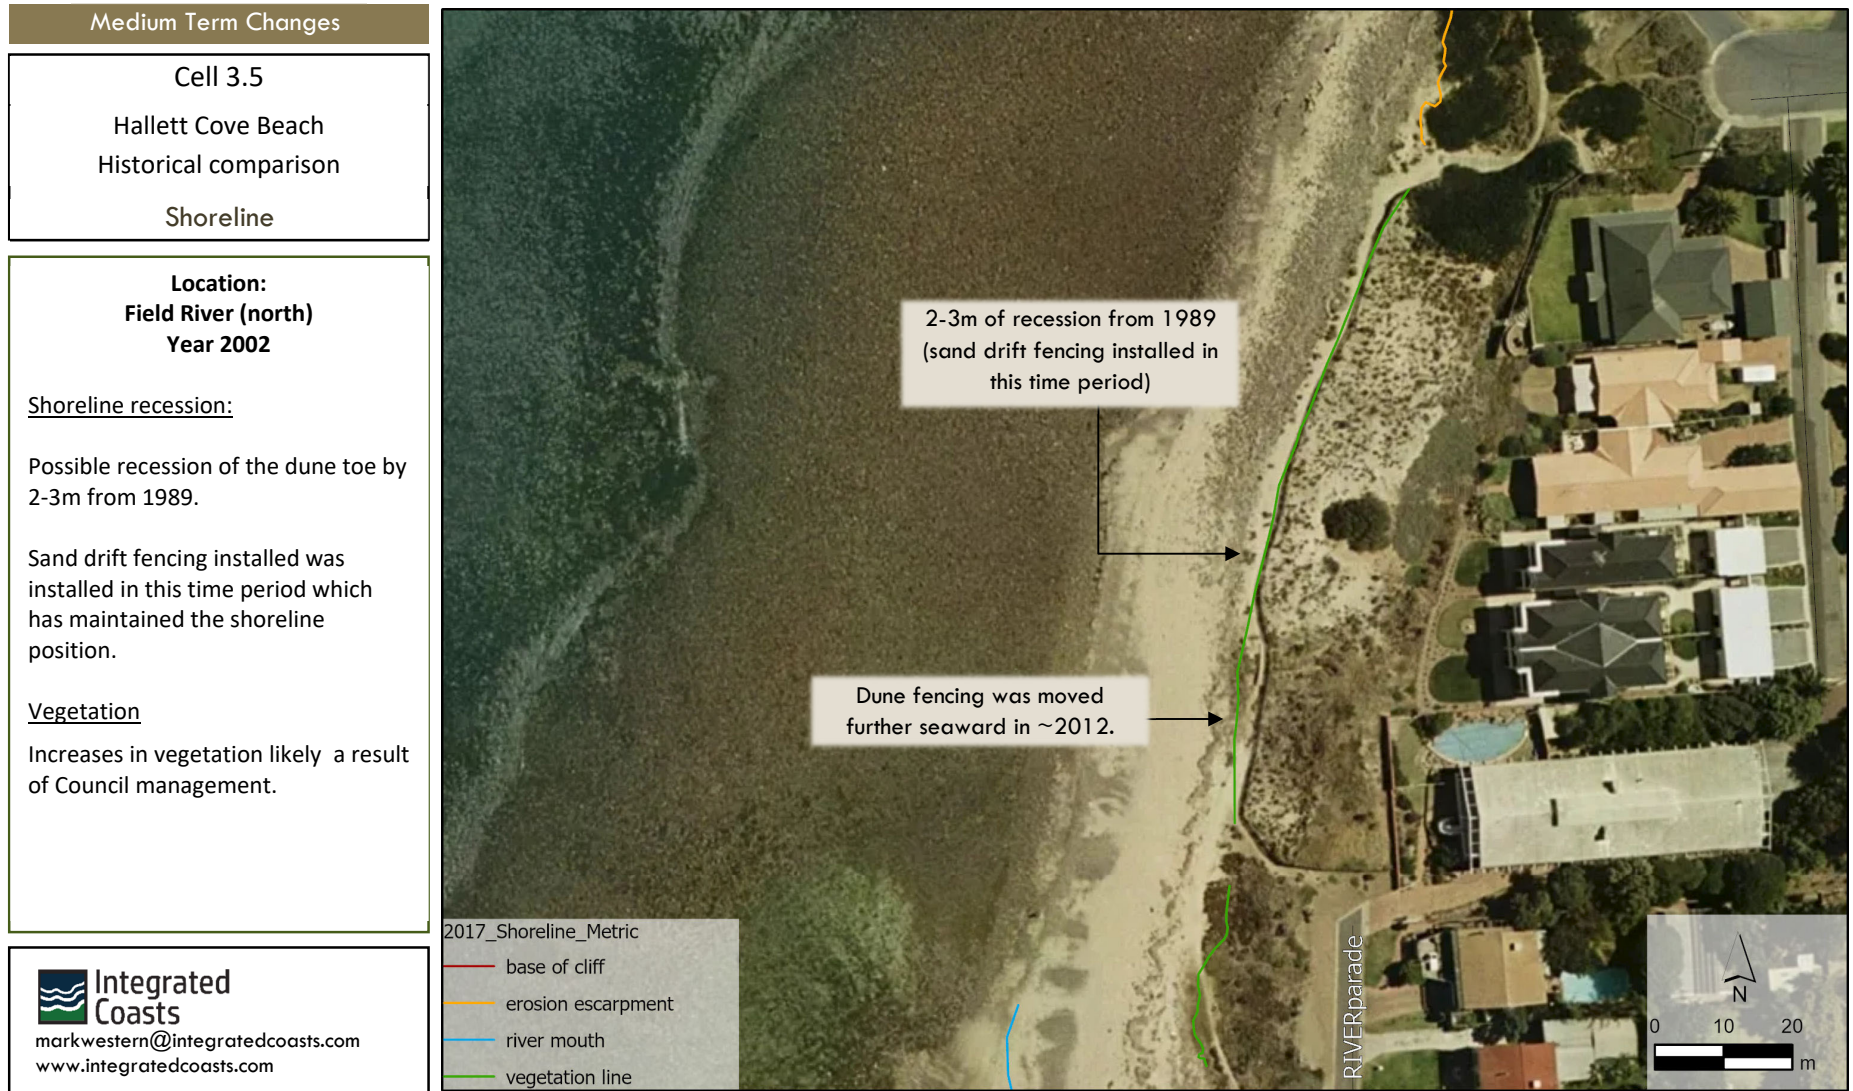 Medium Term Changes
Cell 3.5
Hallett Cove Beach
Historical comparison
Shoreline
Location:
Field River (north)
Year 2002
Shoreline recession:
Possible recession of the dune toe by
2-3m from 1989.
Sand drift fencing installed was
installed in this time period which
has maintained the shoreline
position.
Vegetation
Increases in vegetation likely a result
of Council management.
Integrated
Coasts
markwestern@integratedcoasts.com
www.integratedcoasts.com
2-3m of recession from 1989
(sand drift fencing installed in
this time period)
Dune fencing was moved
further seaward in ~2012.
2017_Shoreline_Metric
base of cliff
erosion escarpment
river mouth
vegetation line
RIVERparade
N
0 10 20
m